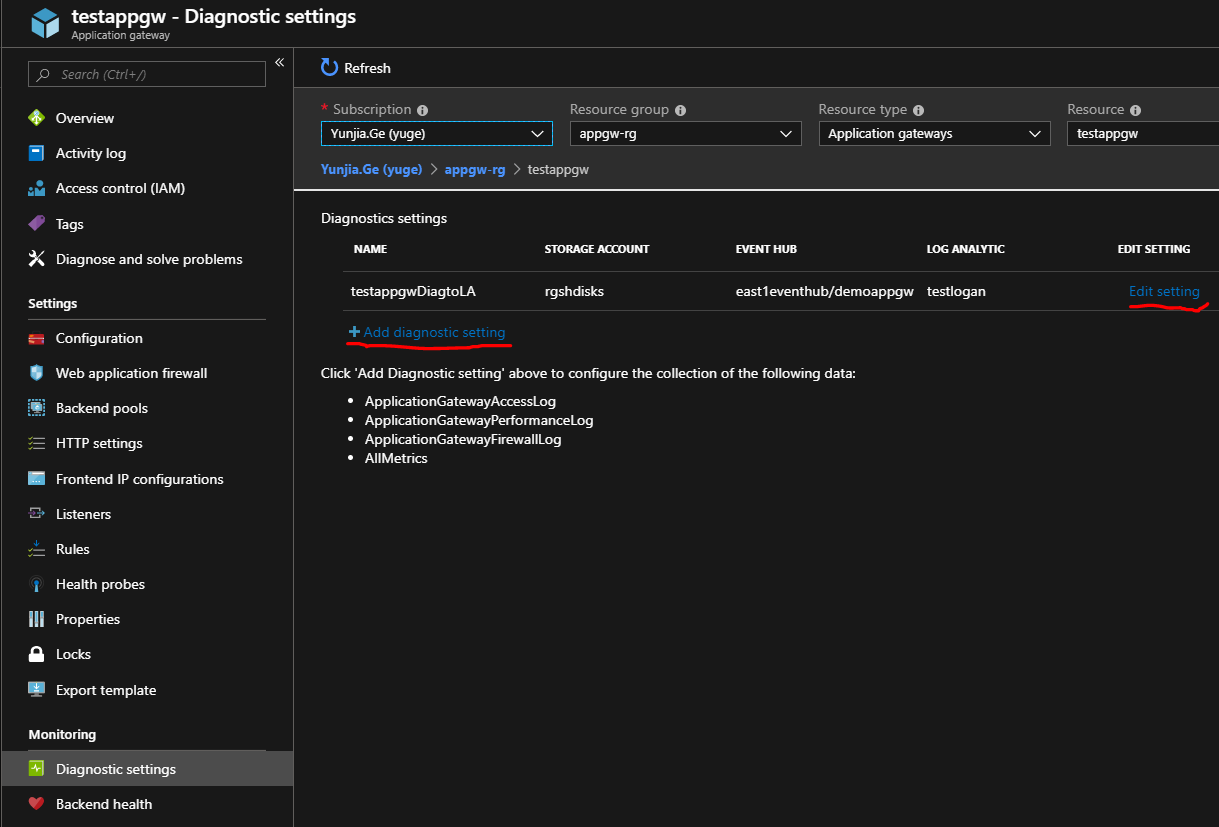 testappgw - Diagnostic settings
Application gateway
Search (Ctrl+/)
«
Overview
Activity log
Access control (IAM)
Tags
Diagnose and solve problems
Settings
Configuration
Web application firewall
Backend pools
HTTP settings
Frontend IP configurations
Listeners
Rules
Health probes
Properties
Locks
Export template
Monitoring
Diagnostic settings
Backend health
Refresh
* Subscription Resource group Resource type Resource
Yunjia.Ge (yuge) appgw-rg Application gateways testappgw
Yunjia.Ge (yuge) > appgw-rg > testappgw
Diagnostics settings
NAME STORAGE ACCOUNT EVENT HUB LOG ANALYTIC EDIT SETTING
testappgwDiagtoLA rgshdisks east1eventhub/demoappgw testlogan Edit setting
+ Add diagnostic setting
Click 'Add Diagnostic setting' above to configure the collection of the following data:
• ApplicationGatewayAccessLog
• ApplicationGatewayPerformanceLog
• ApplicationGatewayFirewallLog
• AllMetrics